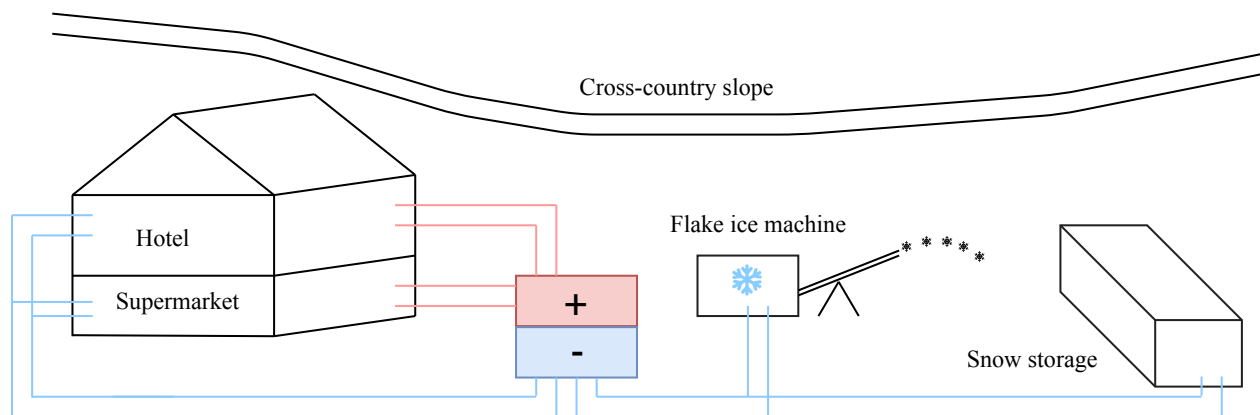 Cross-country slope
Hotel
Flake ice machine
Supermarket
+
-
Snow storage